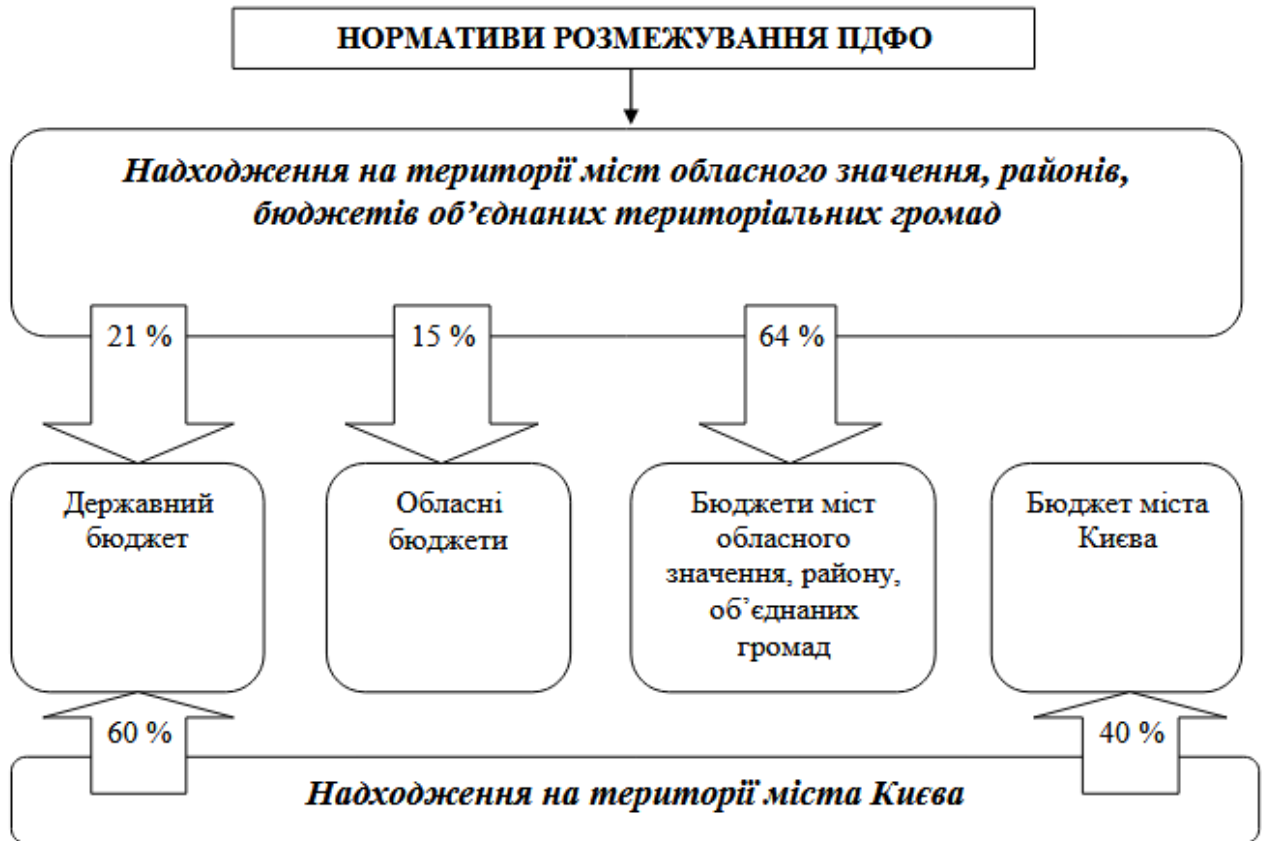 НОРМАТИВИ РОЗМЕЖУВАННЯ ПДФО
Надходження на території міст обласного значення, районів,
бюджетів об’єднаних територіальних громад
21 %
15 %
64 %
Державний
бюджет
Обласні
бюджети
Бюджети міст
обласного
значення, району,
об’єднаних
громад
Бюджет міста
Києва
60 %
40 %
Надходження на території міста Києва